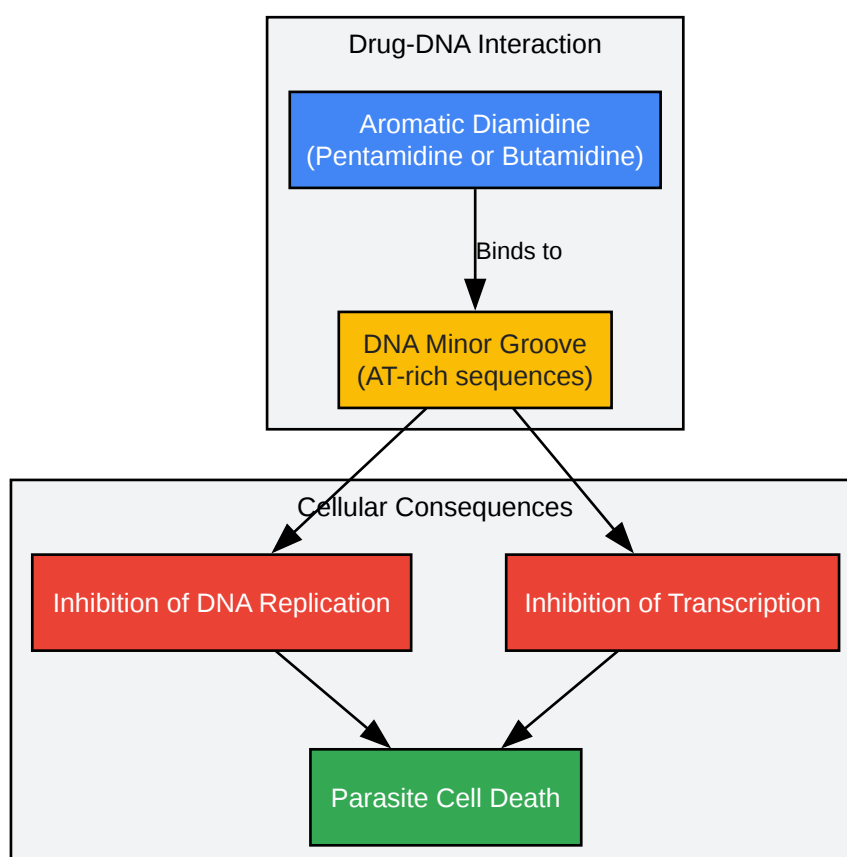 Drug-DNA Interaction
Aromatic Diamidine
(Pentamidine or Butamidine)
Binds to
DNA Minor Groove
(AT-rich sequences)
Cellular Consequences
Inhibition of DNA Replication
Inhibition of Transcription
Parasite Cell Death